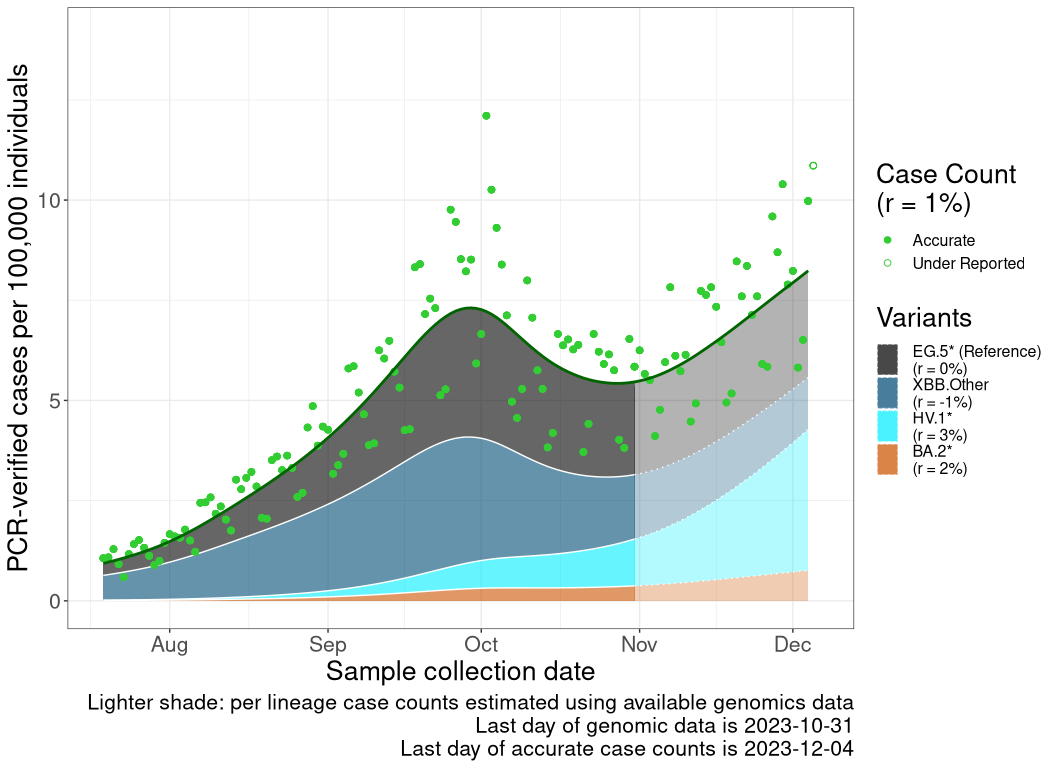 PCR-verified cases per 100,000 individuals
10
5
0
Aug Sep Oct Nov Dec
Sample collection date
Lighter shade: per lineage case counts estimated using available genomics data
Last day of genomic data is 2023-10-31
Last day of accurate case counts is 2023-12-04
Case Count
(r = 1%)
Accurate
Under Reported
Variants
EG.5* (Reference)
(r = 0%)
XBB.Other
(r = -1%)
HV.1*
(r = 3%)
BA.2*
(r = 2%)